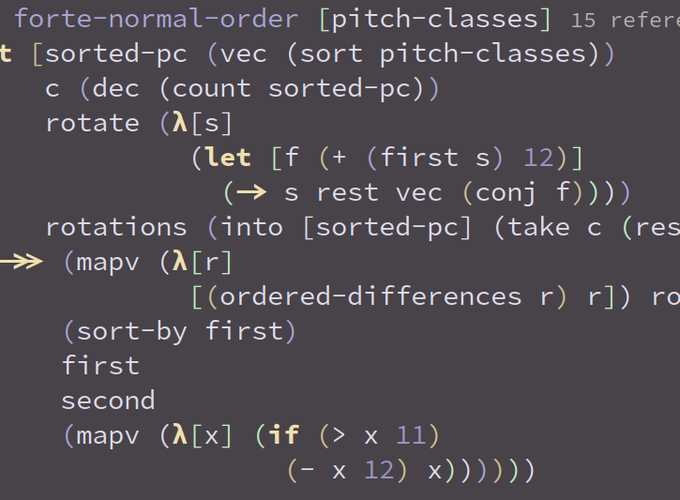 forte-normal-order [pitch-classes] 15 refere
t [sorted-pc (vec (sort pitch-classes))
c (dec (count sorted-pc))
rotate (λ[s]
(let [f (+ (first s) 12)]
(→ s rest vec (conj f))))
rotations (into [sorted-pc] (take c (res
↠ (mapv (λ[r]
[(ordered-differences r) r]) ro
(sort-by first)
first
second
(mapv (λ[x] (if (> x 11)
(- x 12) x))))))